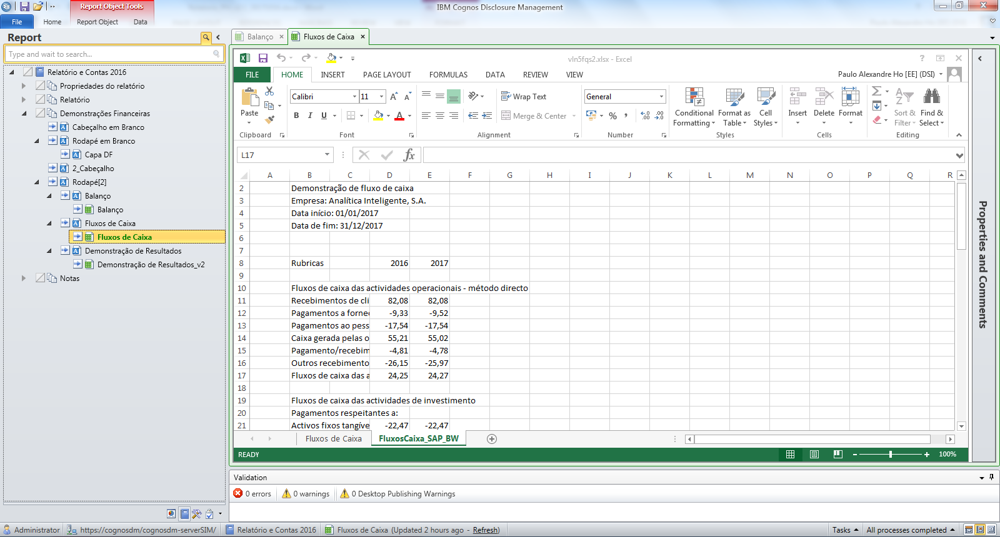 Report Object Tools
IBM Cognos Disclosure Management
File
Home
Report Object
Data
Report
Type and wait to search...
Relatório e Contas 2016
Propriedades do relatório
Relatório
Demonstrações Financeiras
Cabeçalho em Branco
Rodapé em Branco
Capa DF
2_Cabeçalho
Rodapé[2]
Balanço
Balanço
Fluxos de Caixa
Fluxos de Caixa
Demonstração de Resultados
Demonstração de Resultados_v2
Notas
Balanço
Fluxos de Caixa
vln5fqs2.xlsx - Excel
FILE HOME INSERT PAGE LAYOUT FORMULAS DATA REVIEW VIEW
Paulo Alexandre Ho [EE] (DSI)
Paste
Clipboard
Calibri 11
B I U
Font
Wrap Text
Merge & Center
Alignment
General
Number
Conditional Formatting
Format as Table
Cell Styles
Styles
Insert Delete Format
Cells
Sort & Filter
Find & Select
Editing
L17
fx
A B C D E F G H I J K L M N O P Q R
2 Demonstração de fluxo de caixa
3 Empresa: Analítica Inteligente, S.A.
4 Data início: 01/01/2017
5 Data de fim: 31/12/2017
6
7
8 Rubricas 2016 2017
9
10 Fluxos de caixa das actividades operacionais - método directo
11 Recebimentos de cli 82,08 82,08
12 Pagamentos a fornec -9,33 -9,52
13 Pagamentos ao pess -17,54 -17,54
14 Caixa gerada pelas o 55,21 55,02
15 Pagamento/recebim -4,81 -4,78
16 Outros recebimento -26,15 -25,97
17 Fluxos de caixa das a 24,25 24,27
18
19 Fluxos de caixa das actividades de investimento
20 Pagamentos respeitantes a:
21 Activos fixos tangíve -22,47 -22,47
Fluxos de Caixa
FluxosCaixa_SAP_BW
READY
100%
Properties and Comments
Validation
0 errors
0 warnings
0 Desktop Publishing Warnings
Administrator
https://cognosdm/cognosdm-serverSIM/
Relatório e Contas 2016
Fluxos de Caixa (Updated 2 hours ago - Refresh)
Tasks
All processes completed